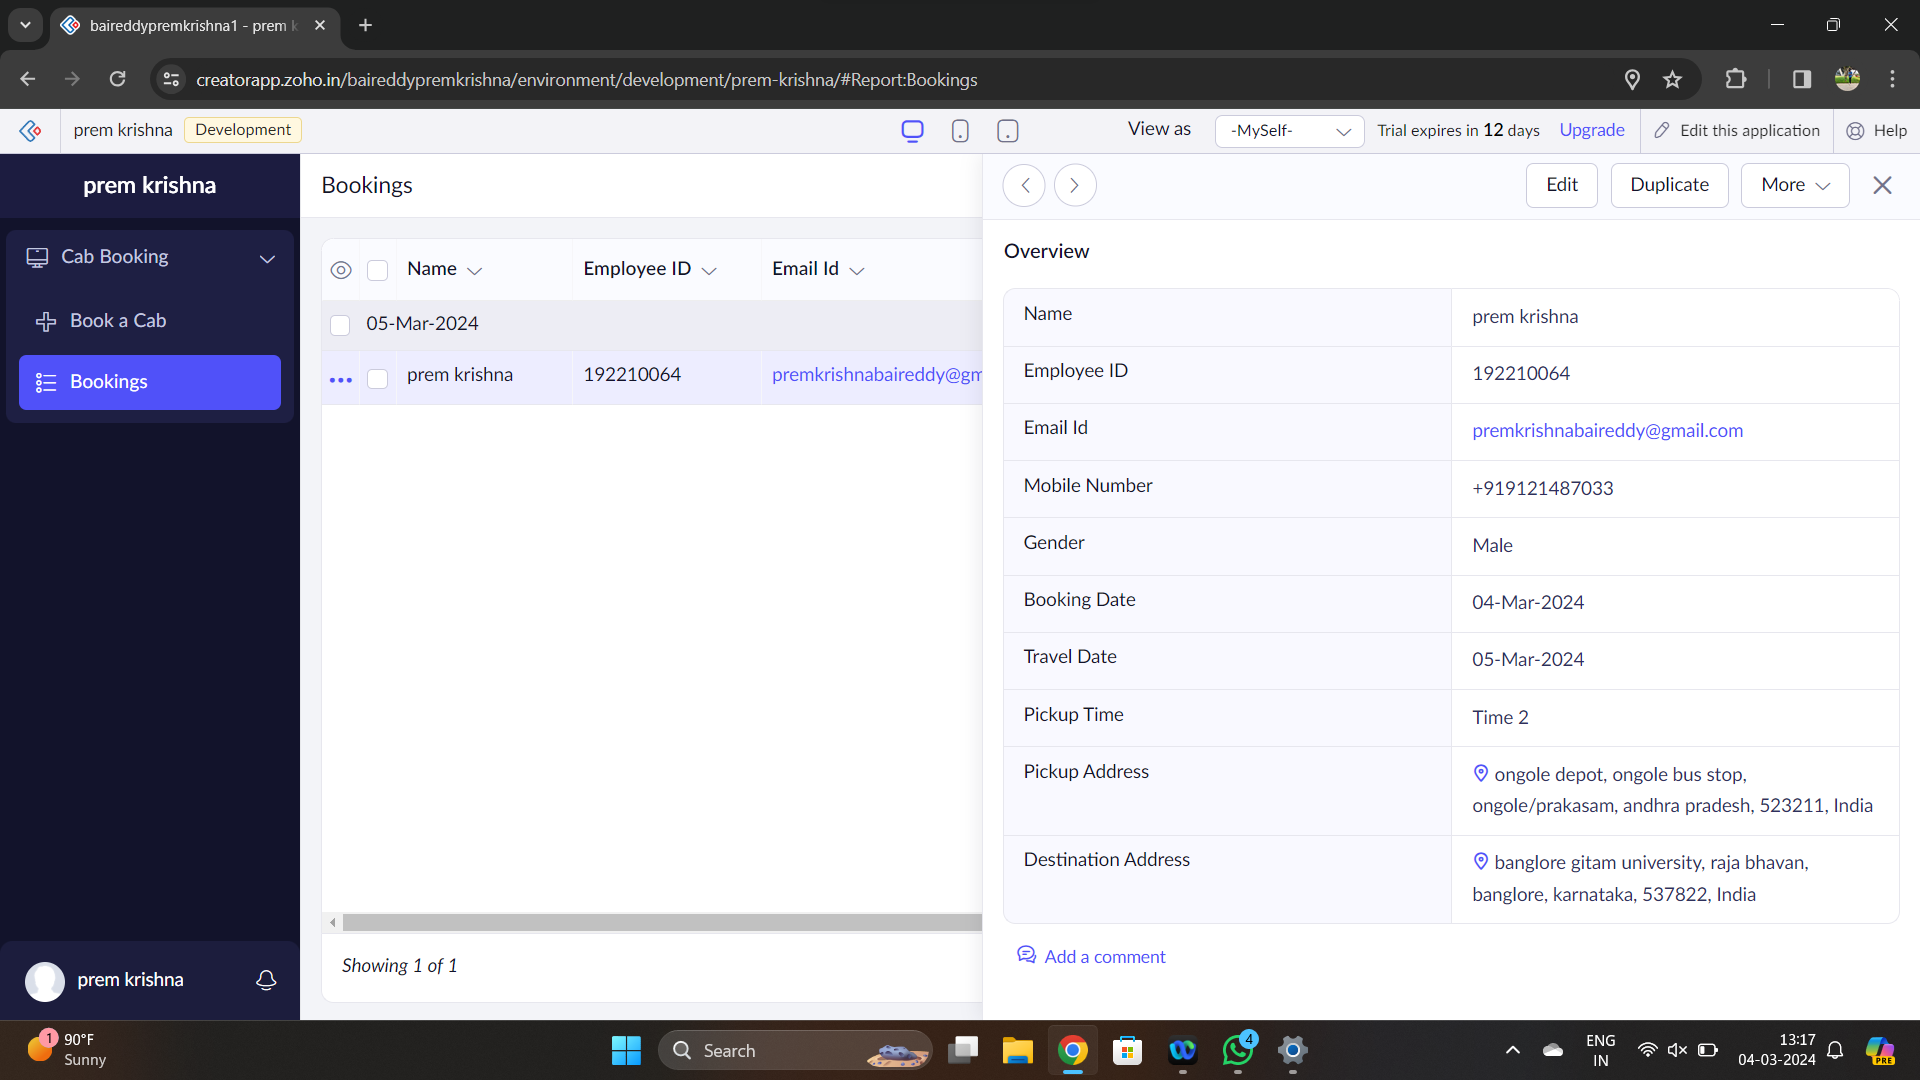 baireddypremkrishna1 - prem k
creatorapp.zoho.in/baireddypremkrishna/environment/development/prem-krishna/#Report:Bookings
prem krishna Development View as -MySelf- Trial expires in 12 days Upgrade Edit this application Help
prem krishna
Cab Booking
Book a Cab
Bookings
prem krishna
Bookings
Name Employee ID Email Id
05-Mar-2024
prem krishna 192210064 premkrishnabaireddy@gm
Showing 1 of 1
Edit Duplicate More
Overview
Name prem krishna
Employee ID 192210064
Email Id premkrishnabaireddy@gmail.com
Mobile Number +919121487033
Gender Male
Booking Date 04-Mar-2024
Travel Date 05-Mar-2024
Pickup Time Time 2
Pickup Address ongole depot, ongole bus stop,
ongole/prakasam, andhra pradesh, 523211, India
Destination Address banglore gitam university, raja bhavan,
banglore, karnataka, 537822, India
Add a comment
1 90°F
Sunny
Search
4
ENG
IN
13:17
04-03-2024
PRE